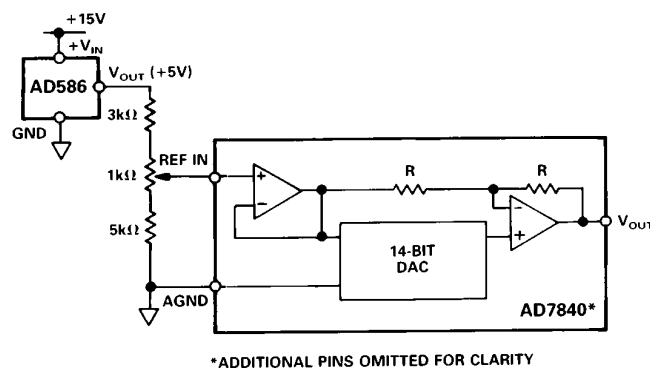 +15V
+VIN
AD586
VOUT (+5V)
GND
3kΩ
1kΩ
REF IN
5kΩ
AGND
+
−
R
R
−
+
VOUT
14-BIT
DAC
AD7840*
*ADDITIONAL PINS OMITTED FOR CLARITY